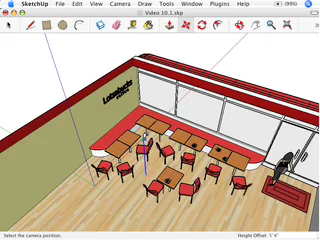 SketchUp File Edit View Camera Draw Tools Window Plugins Help (99%)
Video 10.1.skp
Select the camera position.
Height Offset 5' 6"